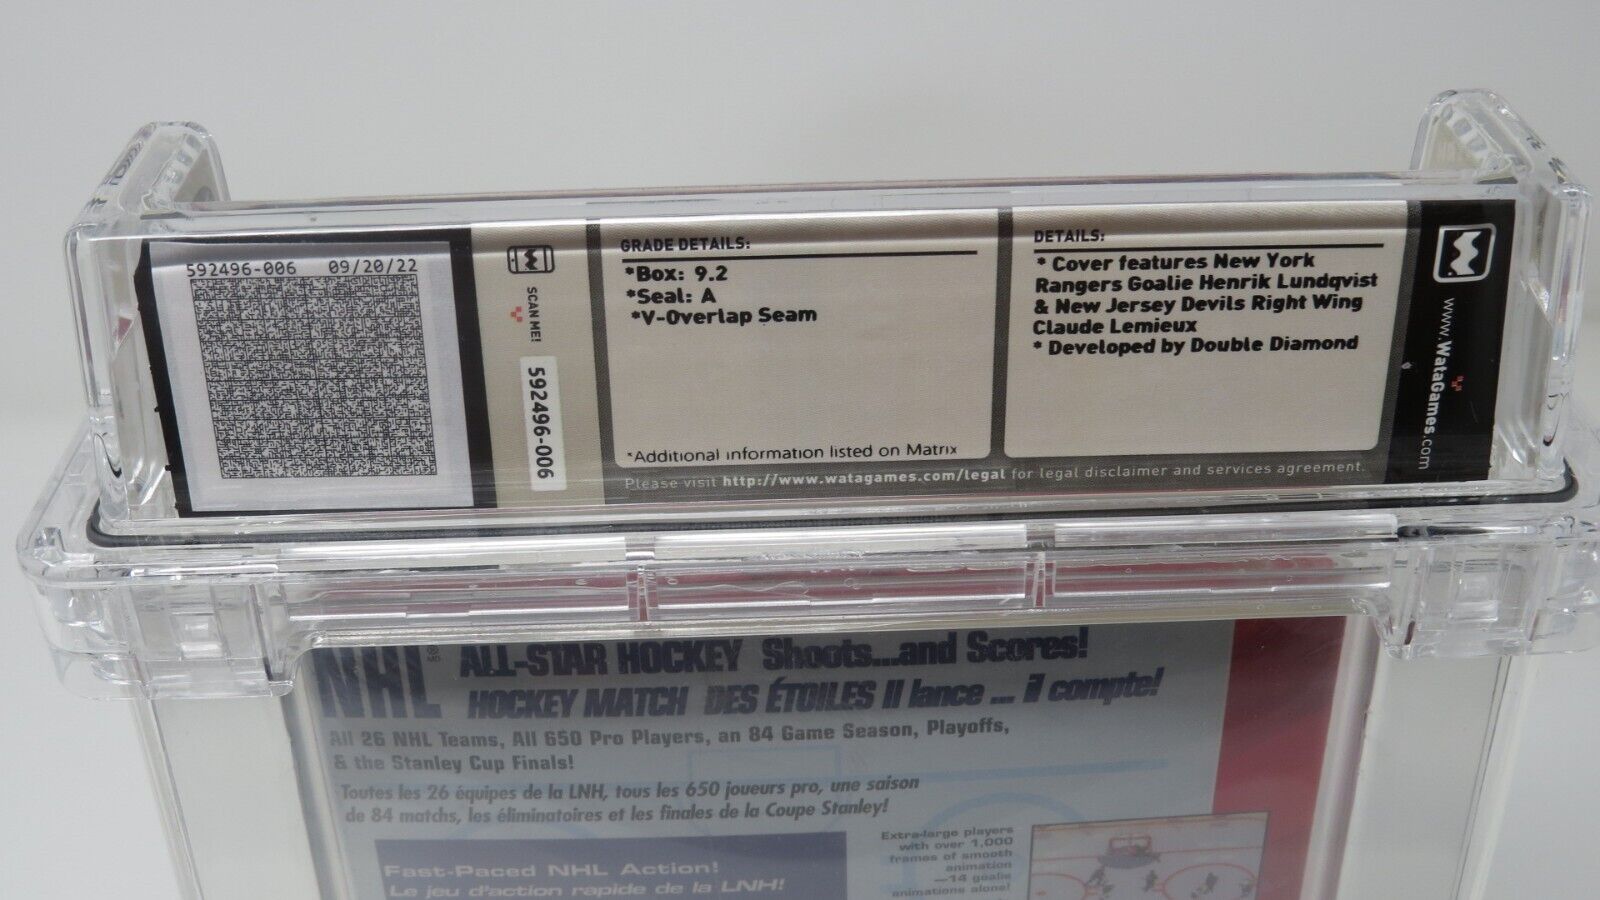 592496-006 09/20/22
SCAN ME!
592496-006
GRADE DETAILS:
*Box: 9.2
*Seal: A
*V-Overlap Seam
*Additional information listed on Matrix
DETAILS:
* Cover features New York
Rangers Goalie Henrik Lundqvist
& New Jersey Devils Right Wing
Claude Lemieux
* Developed by Double Diamond
Please visit http://www.watagames.com/legal for legal disclaimer and services agreement.
www.WataGames.com
NHL ALL-STAR HOCKEY Shoots...and Scores!
HOCKEY MATCH DES ÉTOILES Il lance ... il compte!
All 26 NHL Teams, All 650 Pro Players, an 84 Game Season, Playoffs,
& the Stanley Cup Finals!
Toutes les 26 équipes de la LNH, tous les 650 joueurs pro, une saison
de 84 matchs, les éliminatoires et les finales de la Coupe Stanley!
Fast-Paced NHL Action!
Le jeu d'action rapide de la LNH!
Extra-large players
with over 1,000
frames of smooth
animation
—14 goalie
animations alone!